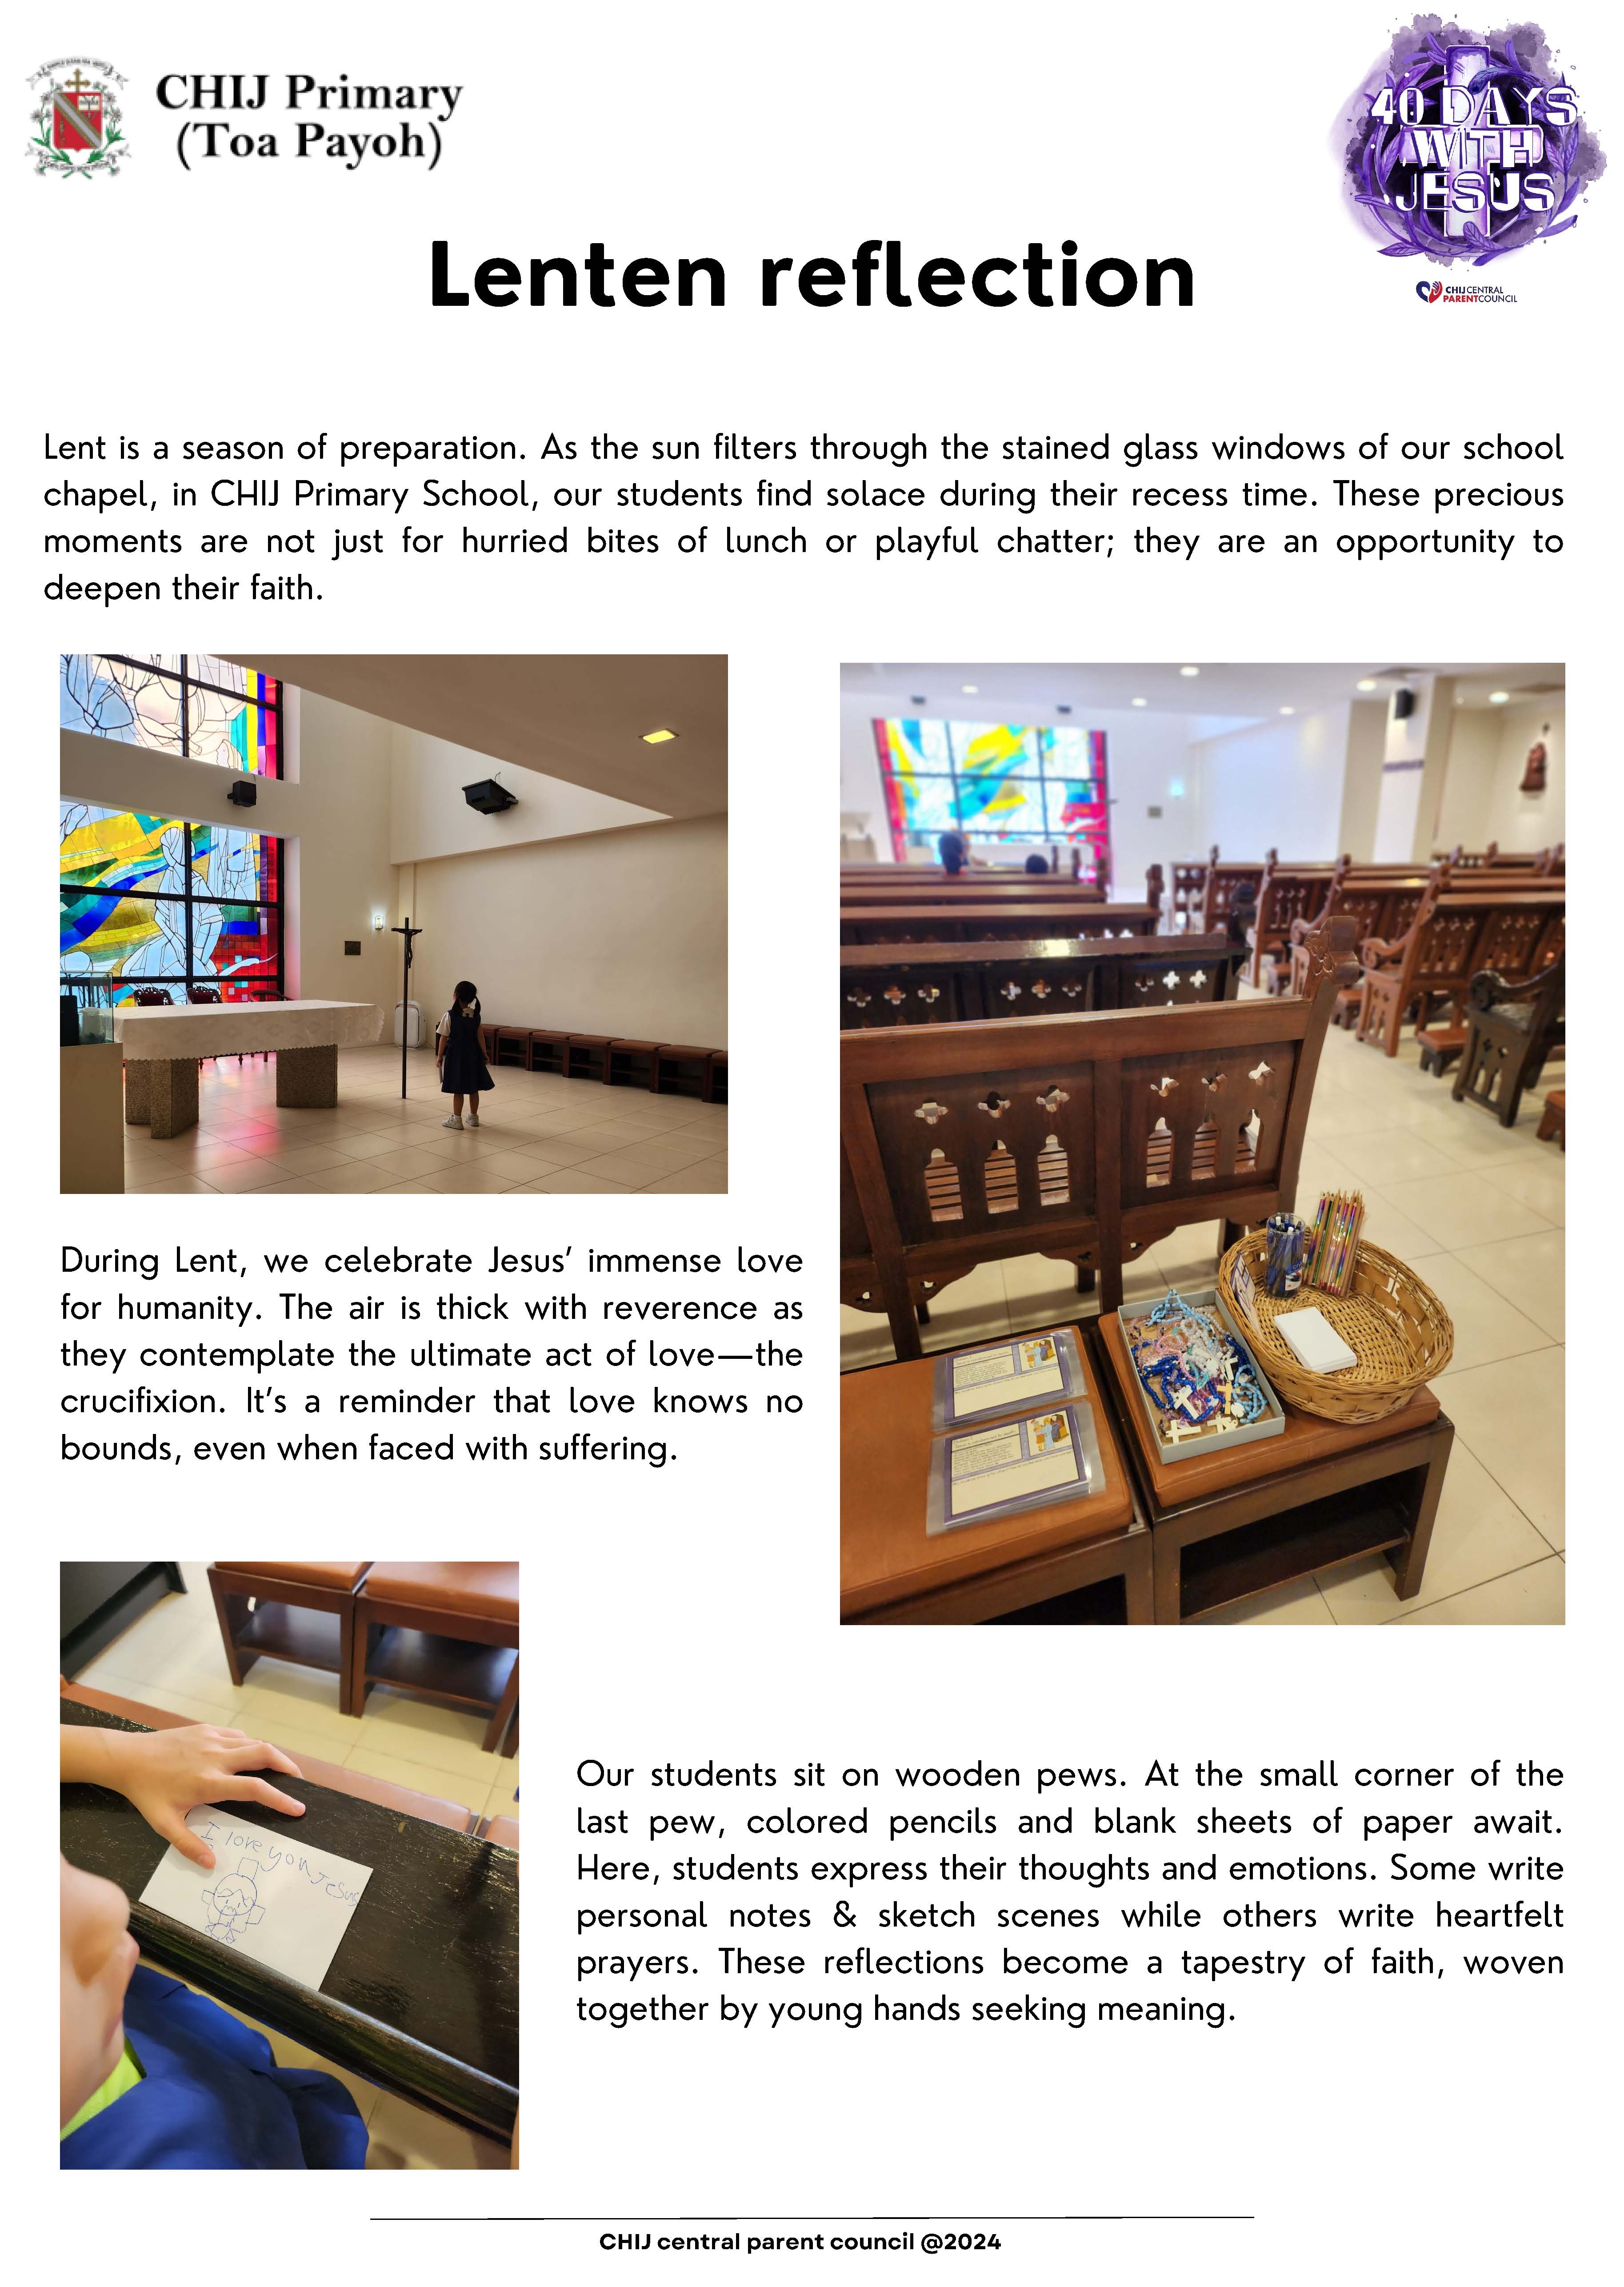 CHIJ Primary
(Toa Payoh)
40 DAYS
WITH
JESUS
CHIJ CENTRAL
PARENTCOUNCIL
Lenten reflection
Lent is a season of preparation. As the sun filters through the stained glass windows of our school
chapel, in CHIJ Primary School, our students find solace during their recess time. These precious
moments are not just for hurried bites of lunch or playful chatter; they are an opportunity to
deepen their faith.
During Lent, we celebrate Jesus’ immense love
for humanity. The air is thick with reverence as
they contemplate the ultimate act of love—the
crucifixion. It’s a reminder that love knows no
bounds, even when faced with suffering.
I love you Jesus
Our students sit on wooden pews. At the small corner of the
last pew, colored pencils and blank sheets of paper await.
Here, students express their thoughts and emotions. Some write
personal notes & sketch scenes while others write heartfelt
prayers. These reflections become a tapestry of faith, woven
together by young hands seeking meaning.
CHIJ central parent council @2024